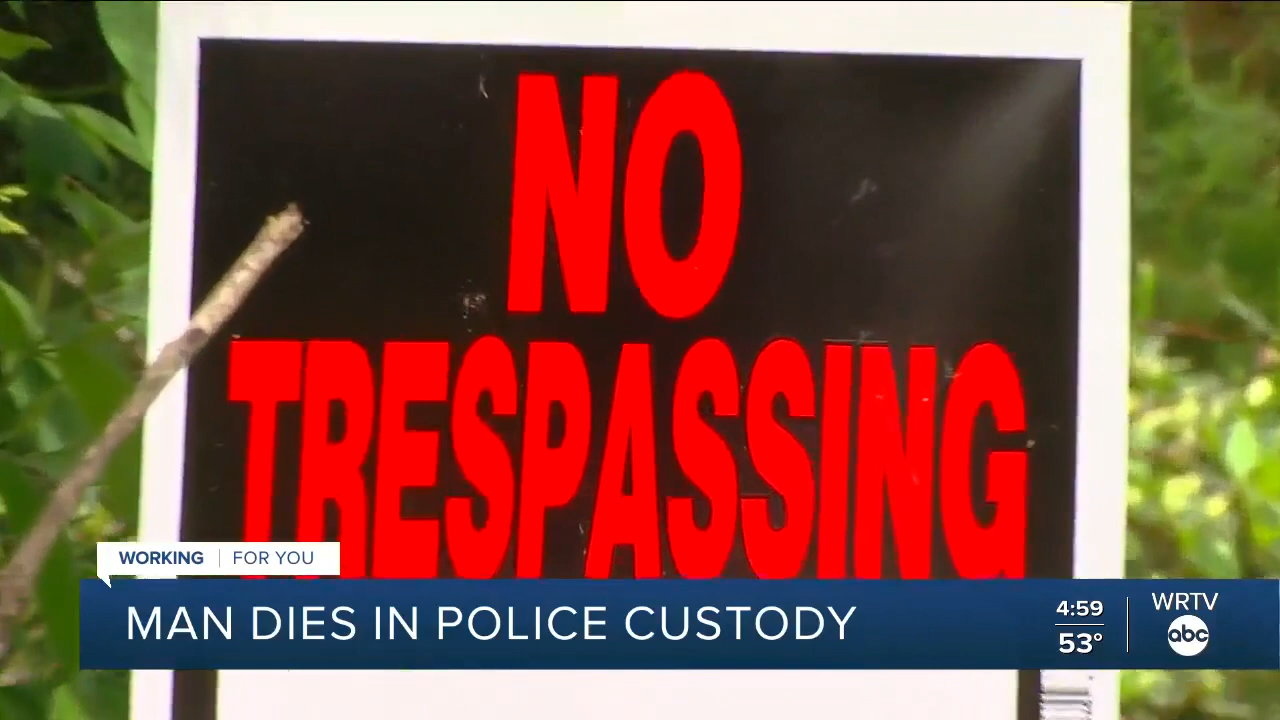 NO
TRESPASSING
WORKING FOR YOU
MAN DIES IN POLICE CUSTODY
4:59
53°
WRTV
abc